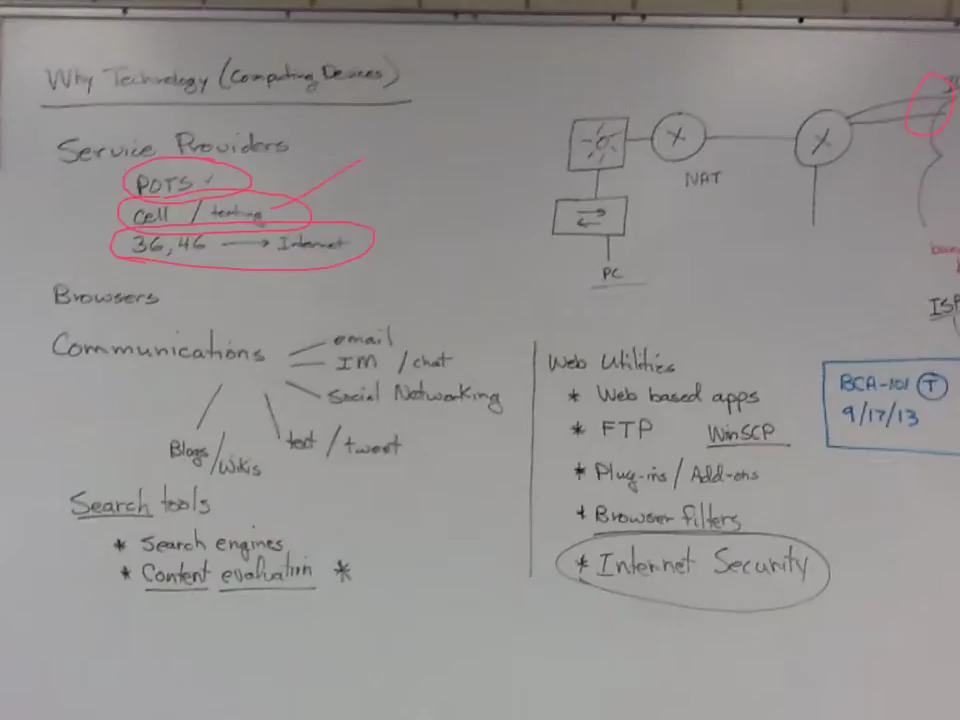 Why Technology (Computing Devices)
Service Providers
POTS
Cell / texting
3G, 4G → Internet
Browsers
Communications
email
IM / chat
Social Networking
text / tweet
Blogs / Wikis
Search tools
* Search engines
* Content evaluation *
X
X
NAT
PC
ISP
Web Utilities
* Web based apps
* FTP WinSCP
* Plug-ins / Add-ons
* Browser filters
* Internet Security
BCA-101 T
9/17/13